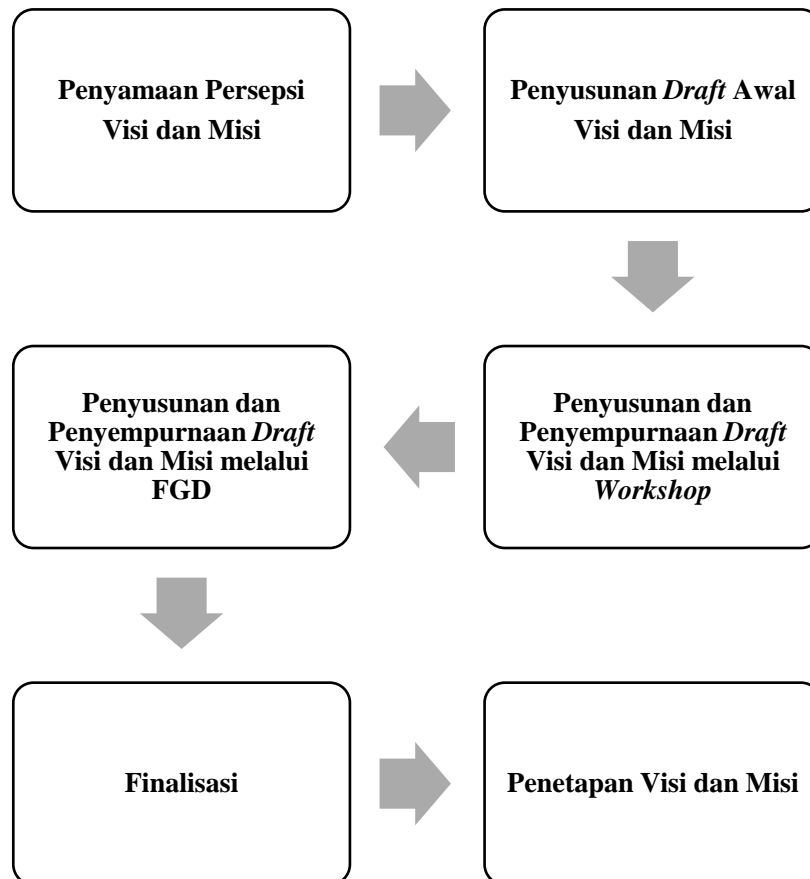 Penyamaan Persepsi
Visi dan Misi
Penyusunan Draft Awal
Visi dan Misi
Penyusunan dan
Penyempurnaan Draft
Visi dan Misi melalui
Workshop
Penyusunan dan
Penyempurnaan Draft
Visi dan Misi melalui
FGD
Finalisasi
Penetapan Visi dan Misi